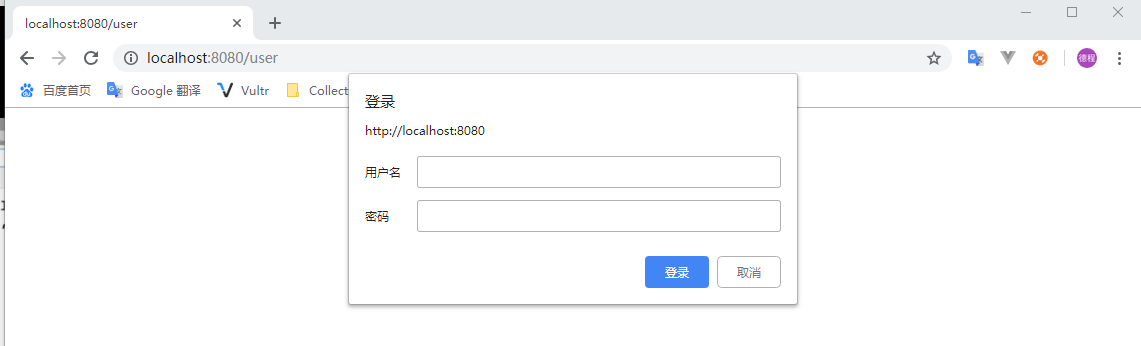 localhost:8080/user
localhost:8080/user
德程
百度首页 Google 翻译 Vultr Collect
登录
http://localhost:8080
用户名
密码
登录 取消